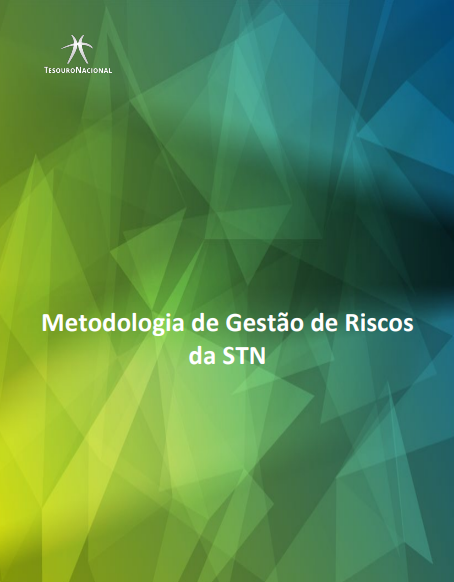 TESOURONACIONAL
Metodologia de Gestão de Riscos
da STN